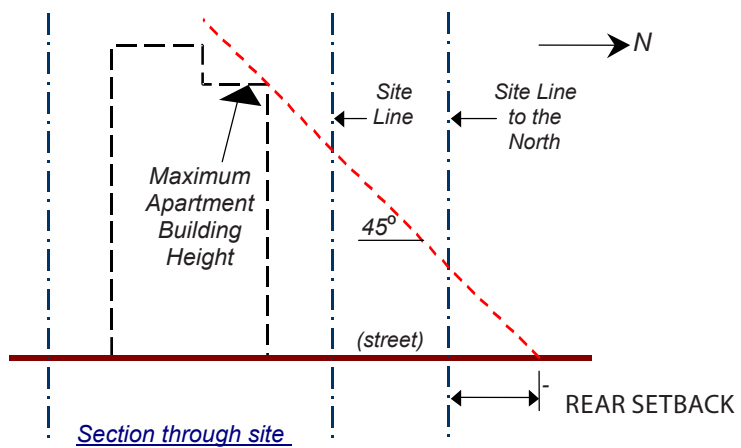 N
Site
Line
Site Line
to the
North
Maximum
Apartment
Building
Height
45°
(street)
REAR SETBACK
Section through site